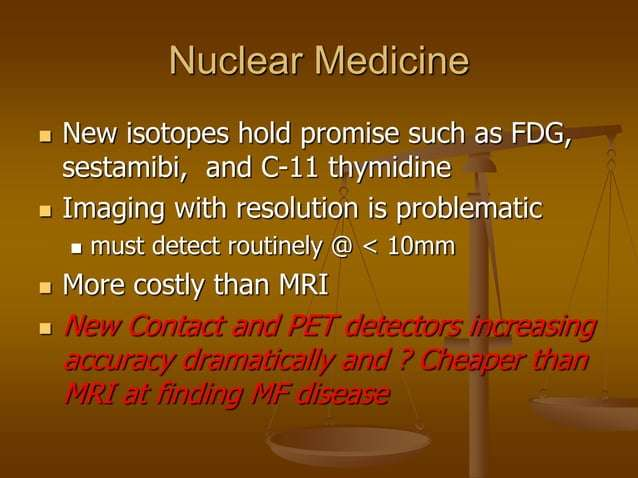 Nuclear Medicine
New isotopes hold promise such as FDG,
sestamibi, and C-11 thymidine
Imaging with resolution is problematic
must detect routinely @ < 10mm
More costly than MRI
New Contact and PET detectors increasing
accuracy dramatically and ? Cheaper than
MRI at finding MF disease